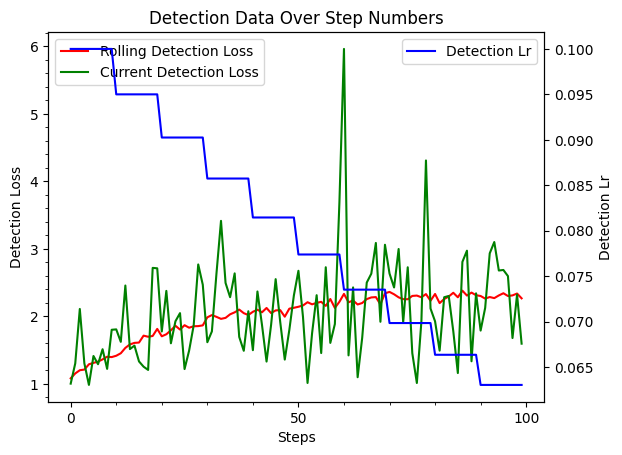 Detection Data Over Step Numbers
Rolling Detection Loss
Current Detection Loss
Detection Lr
6
5
4
3
2
1
Detection Loss
0.100
0.095
0.090
0.085
0.080
0.075
0.070
0.065
Detection Lr
0
50
100
Steps